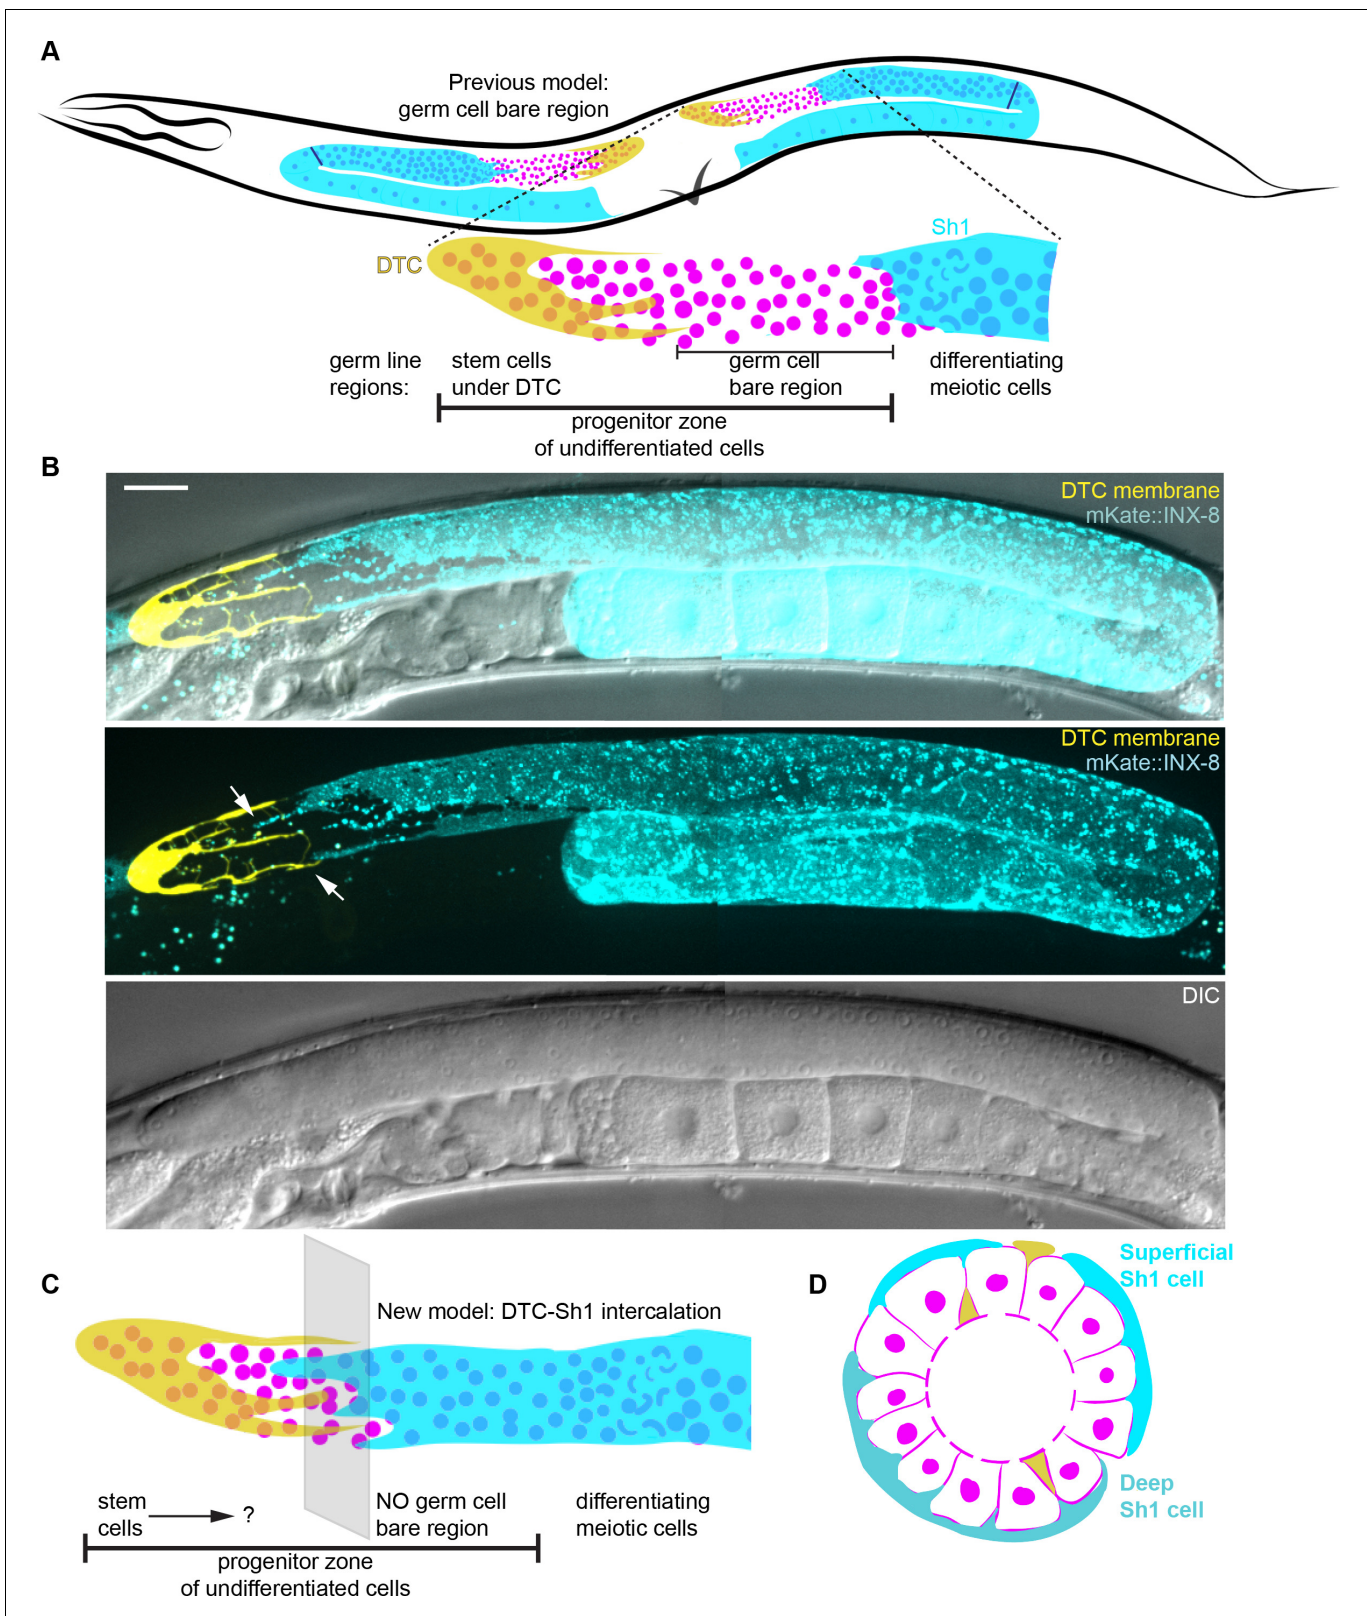 A
Previous model:
germ cell bare region
Sh1
DTC
germ line
regions:
stem cells
under DTC
germ cell
bare region
differentiating
meiotic cells
progenitor zone
of undifferentiated cells
B
DTC membrane
mKate::INX-8
DTC membrane
mKate::INX-8
DIC
C
New model: DTC-Sh1 intercalation
stem
cells
?
NO germ cell
bare region
differentiating
meiotic cells
progenitor zone
of undifferentiated cells
D
Superficial
Sh1 cell
Deep
Sh1 cell